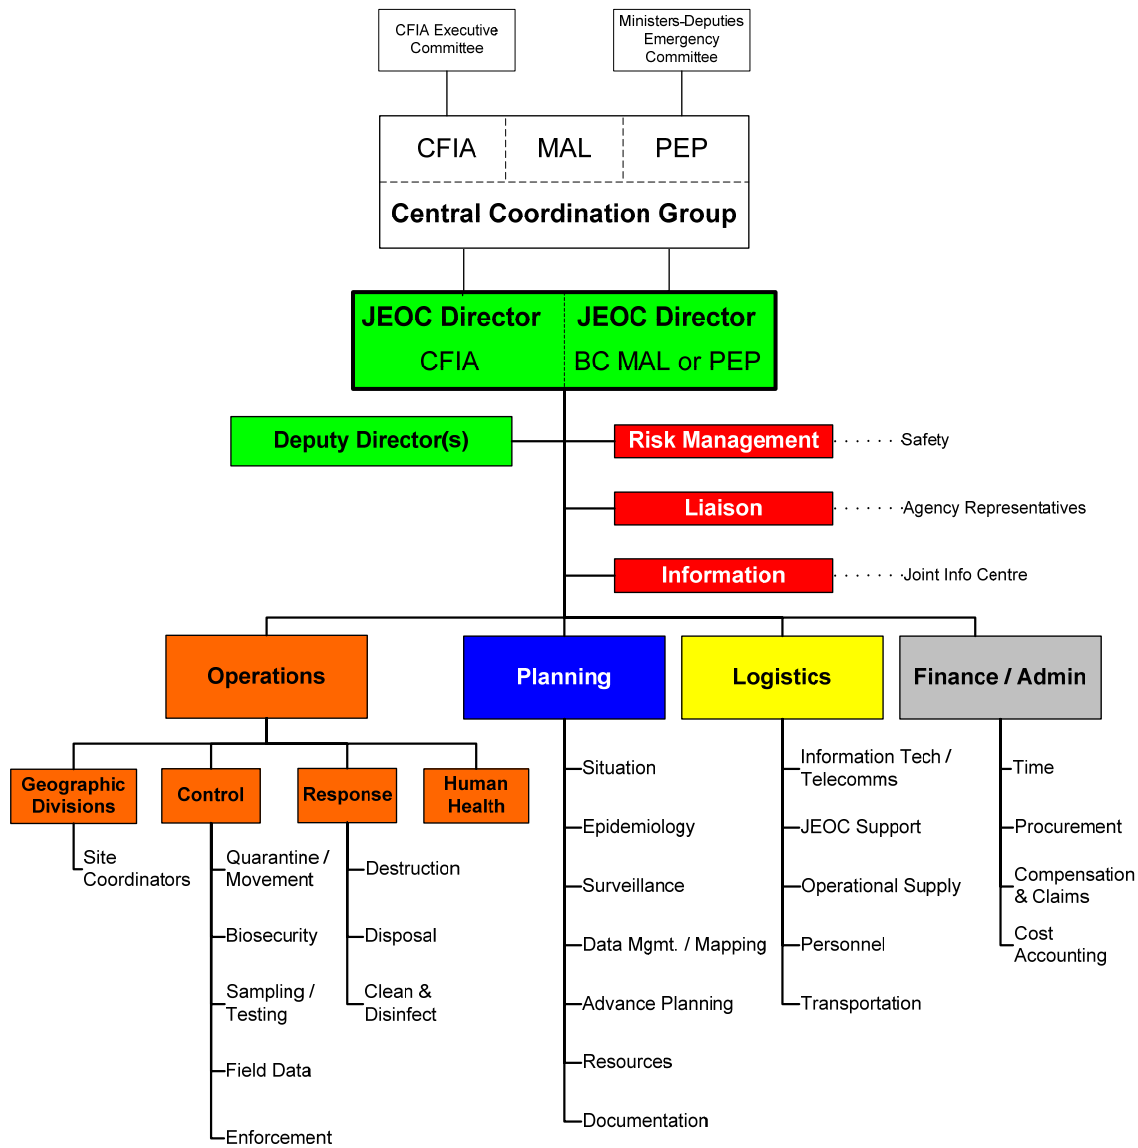 CFIA Executive
Committee
Ministers-Deputies
Emergency
Committee
CFIA
MAL
PEP
Central Coordination Group
JEOC Director
CFIA
JEOC Director
BC MAL or PEP
Deputy Director(s)
Risk Management
Safety
Liaison
Agency Representatives
Information
Joint Info Centre
Operations
Planning
Logistics
Finance / Admin
Geographic
Divisions
Control
Response
Human
Health
Site
Coordinators
Quarantine /
Movement
Biosecurity
Sampling /
Testing
Field Data
Enforcement
Destruction
Disposal
Clean &
Disinfect
Situation
Epidemiology
Surveillance
Data Mgmt. / Mapping
Advance Planning
Resources
Documentation
Information Tech /
Telecomms
JEOC Support
Operational Supply
Personnel
Transportation
Time
Procurement
Compensation
& Claims
Cost
Accounting